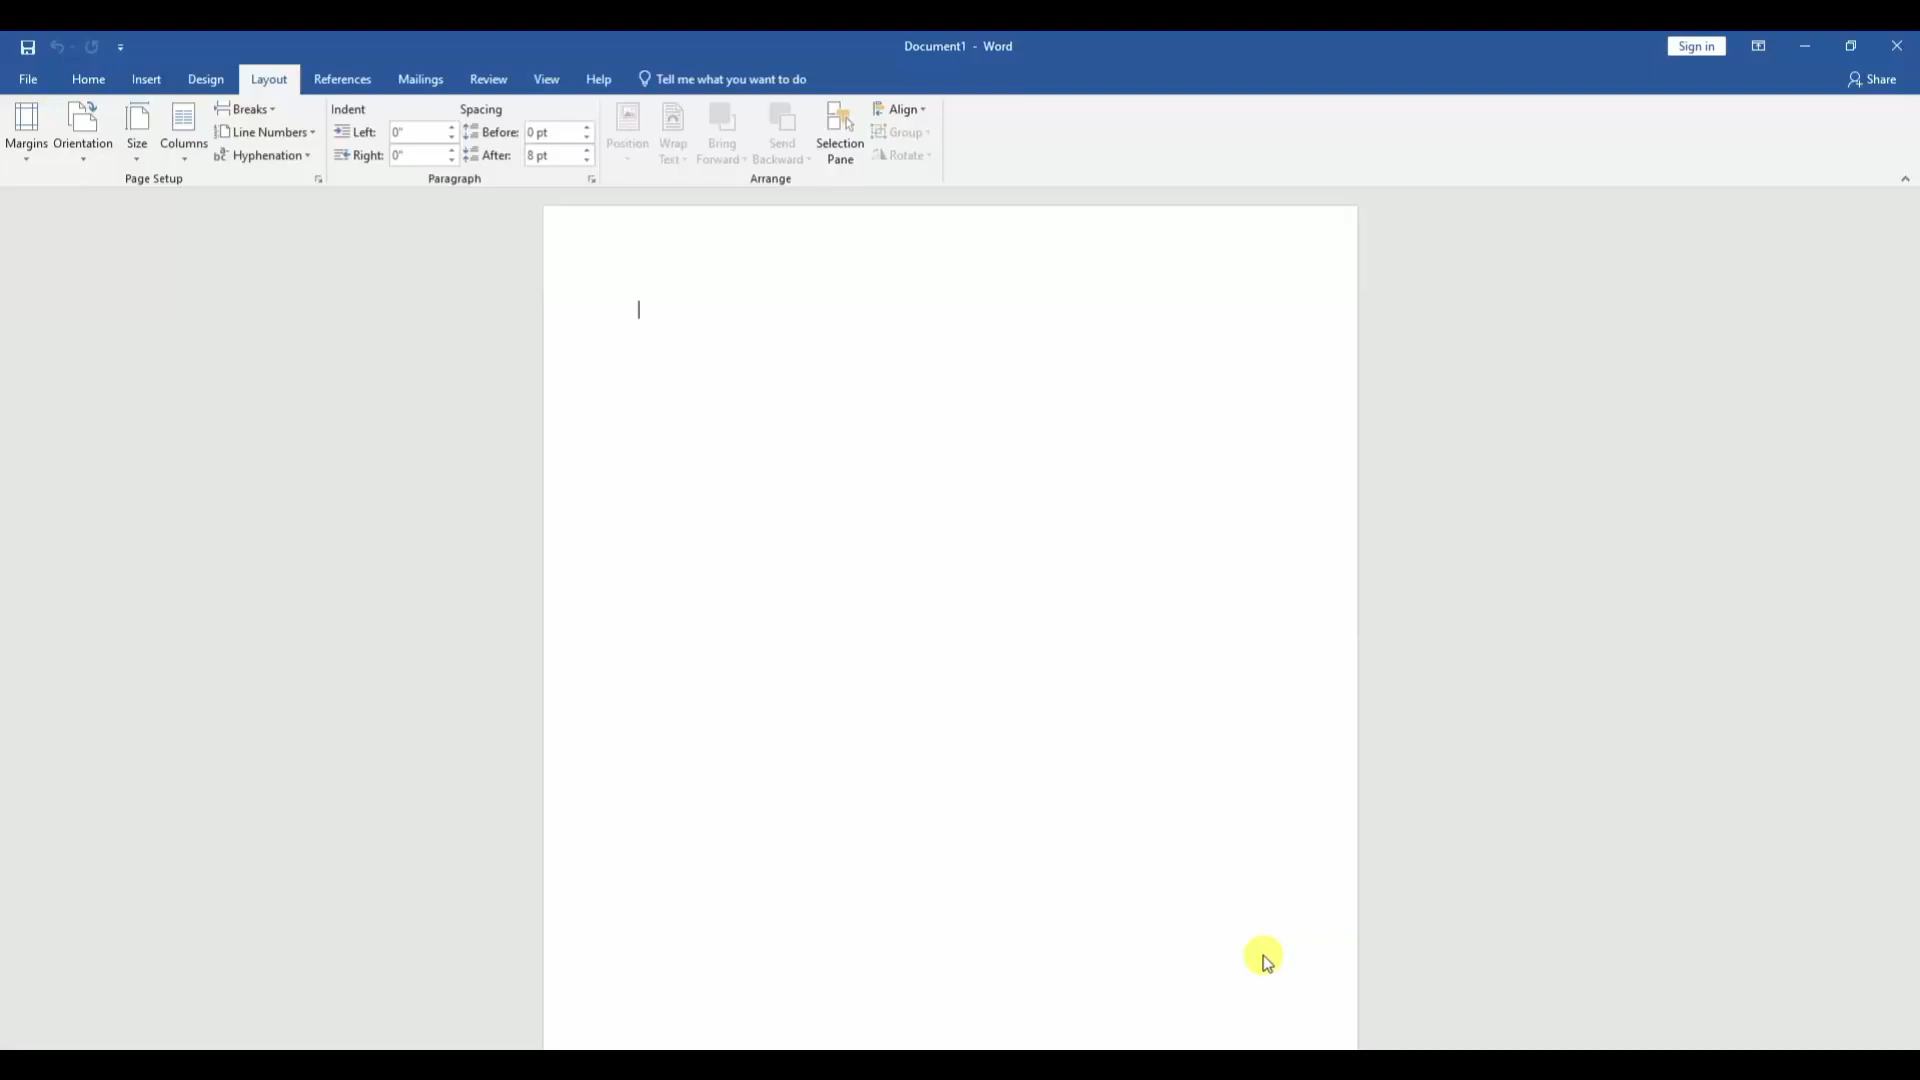 Document1 - Word
Sign in
File Home Insert Design Layout References Mailings Review View Help Tell me what you want to do Share
Margins Orientation Size Columns
Breaks
Line Numbers
Hyphenation
Page Setup
Indent Spacing
Left: 0" Before: 0 pt
Right: 0" After: 8 pt
Paragraph
Position
Wrap
Text
Bring
Forward
Send
Backward
Selection
Pane
Align
Group
Rotate
Arrange